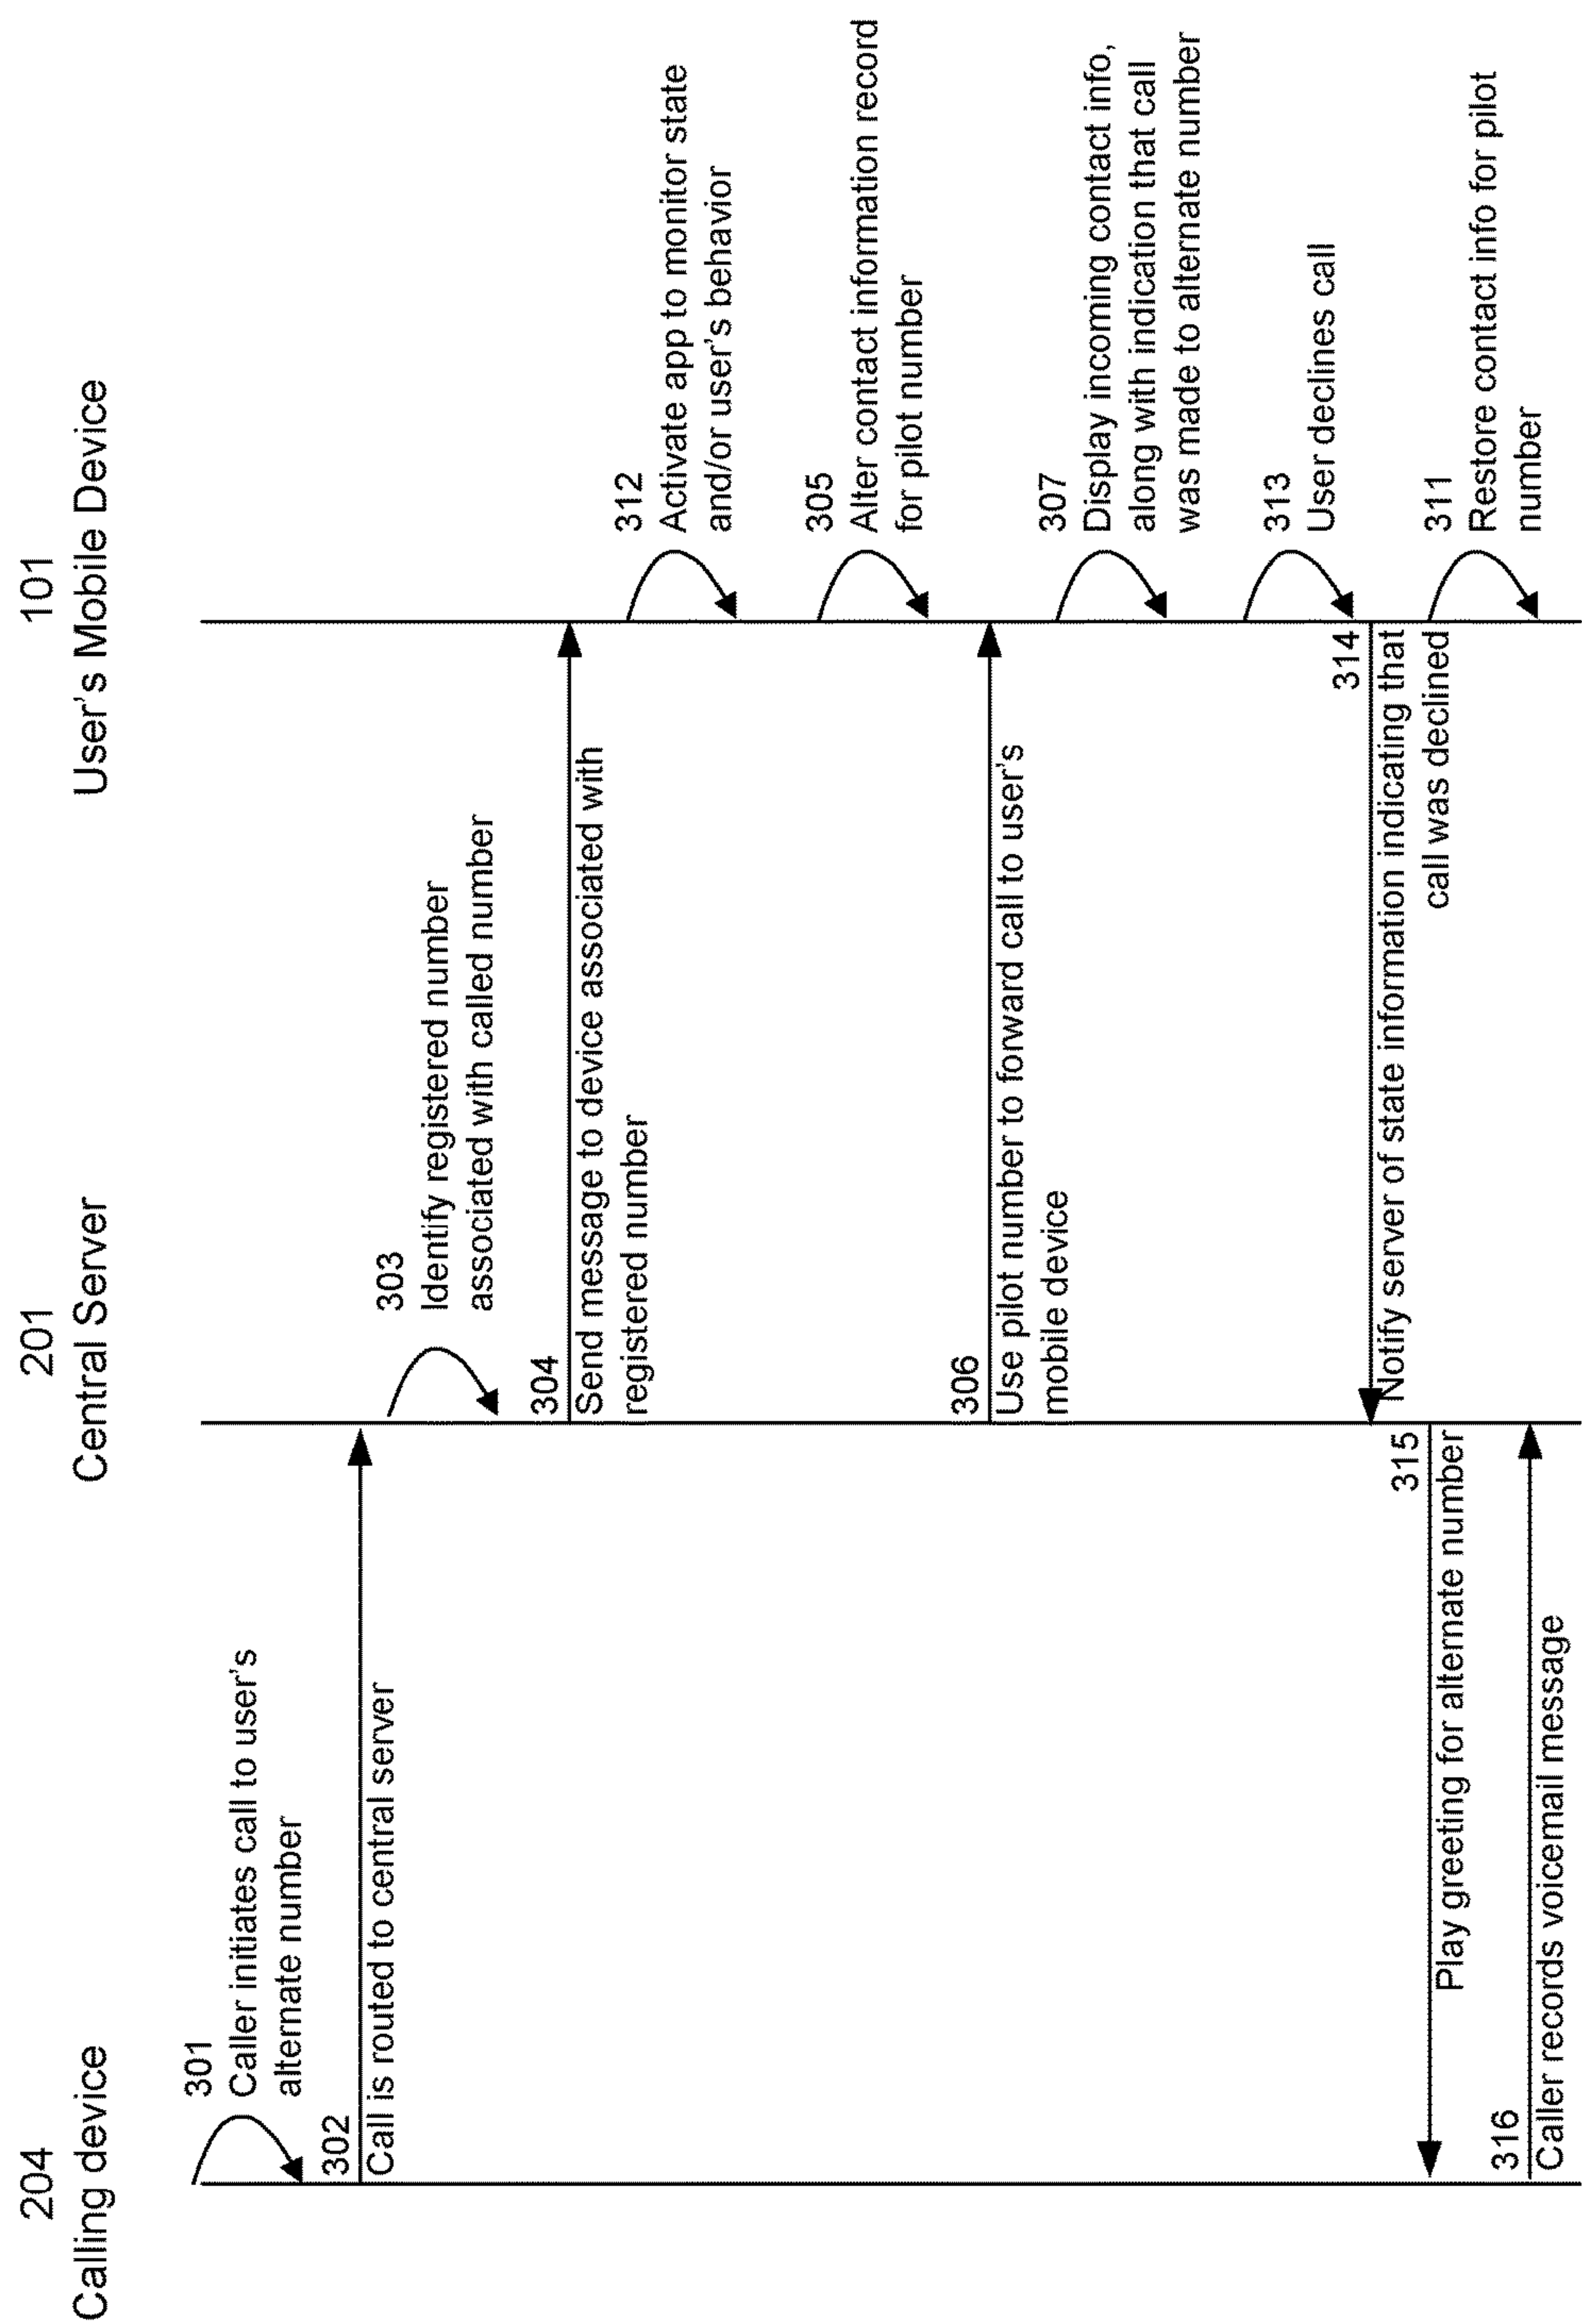 204
Calling device
201
Central Server
101
User's Mobile Device
301
Caller initiates call to user's
alternate number
302
Call is routed to central server
303
Identify registered number
associated with called number
304
Send message to device associated with
registered number
312
Activate app to monitor state
and/or user's behavior
305
Alter contact information record
for pilot number
306
Use pilot number to forward call to user's
mobile device
307
Display incoming contact info,
along with indication that call
was made to alternate number
313
User declines call
314
Notify server of state information indicating that
call was declined
315
Play greeting for alternate number
311
Restore contact info for pilot
number
316
Caller records voicemail message